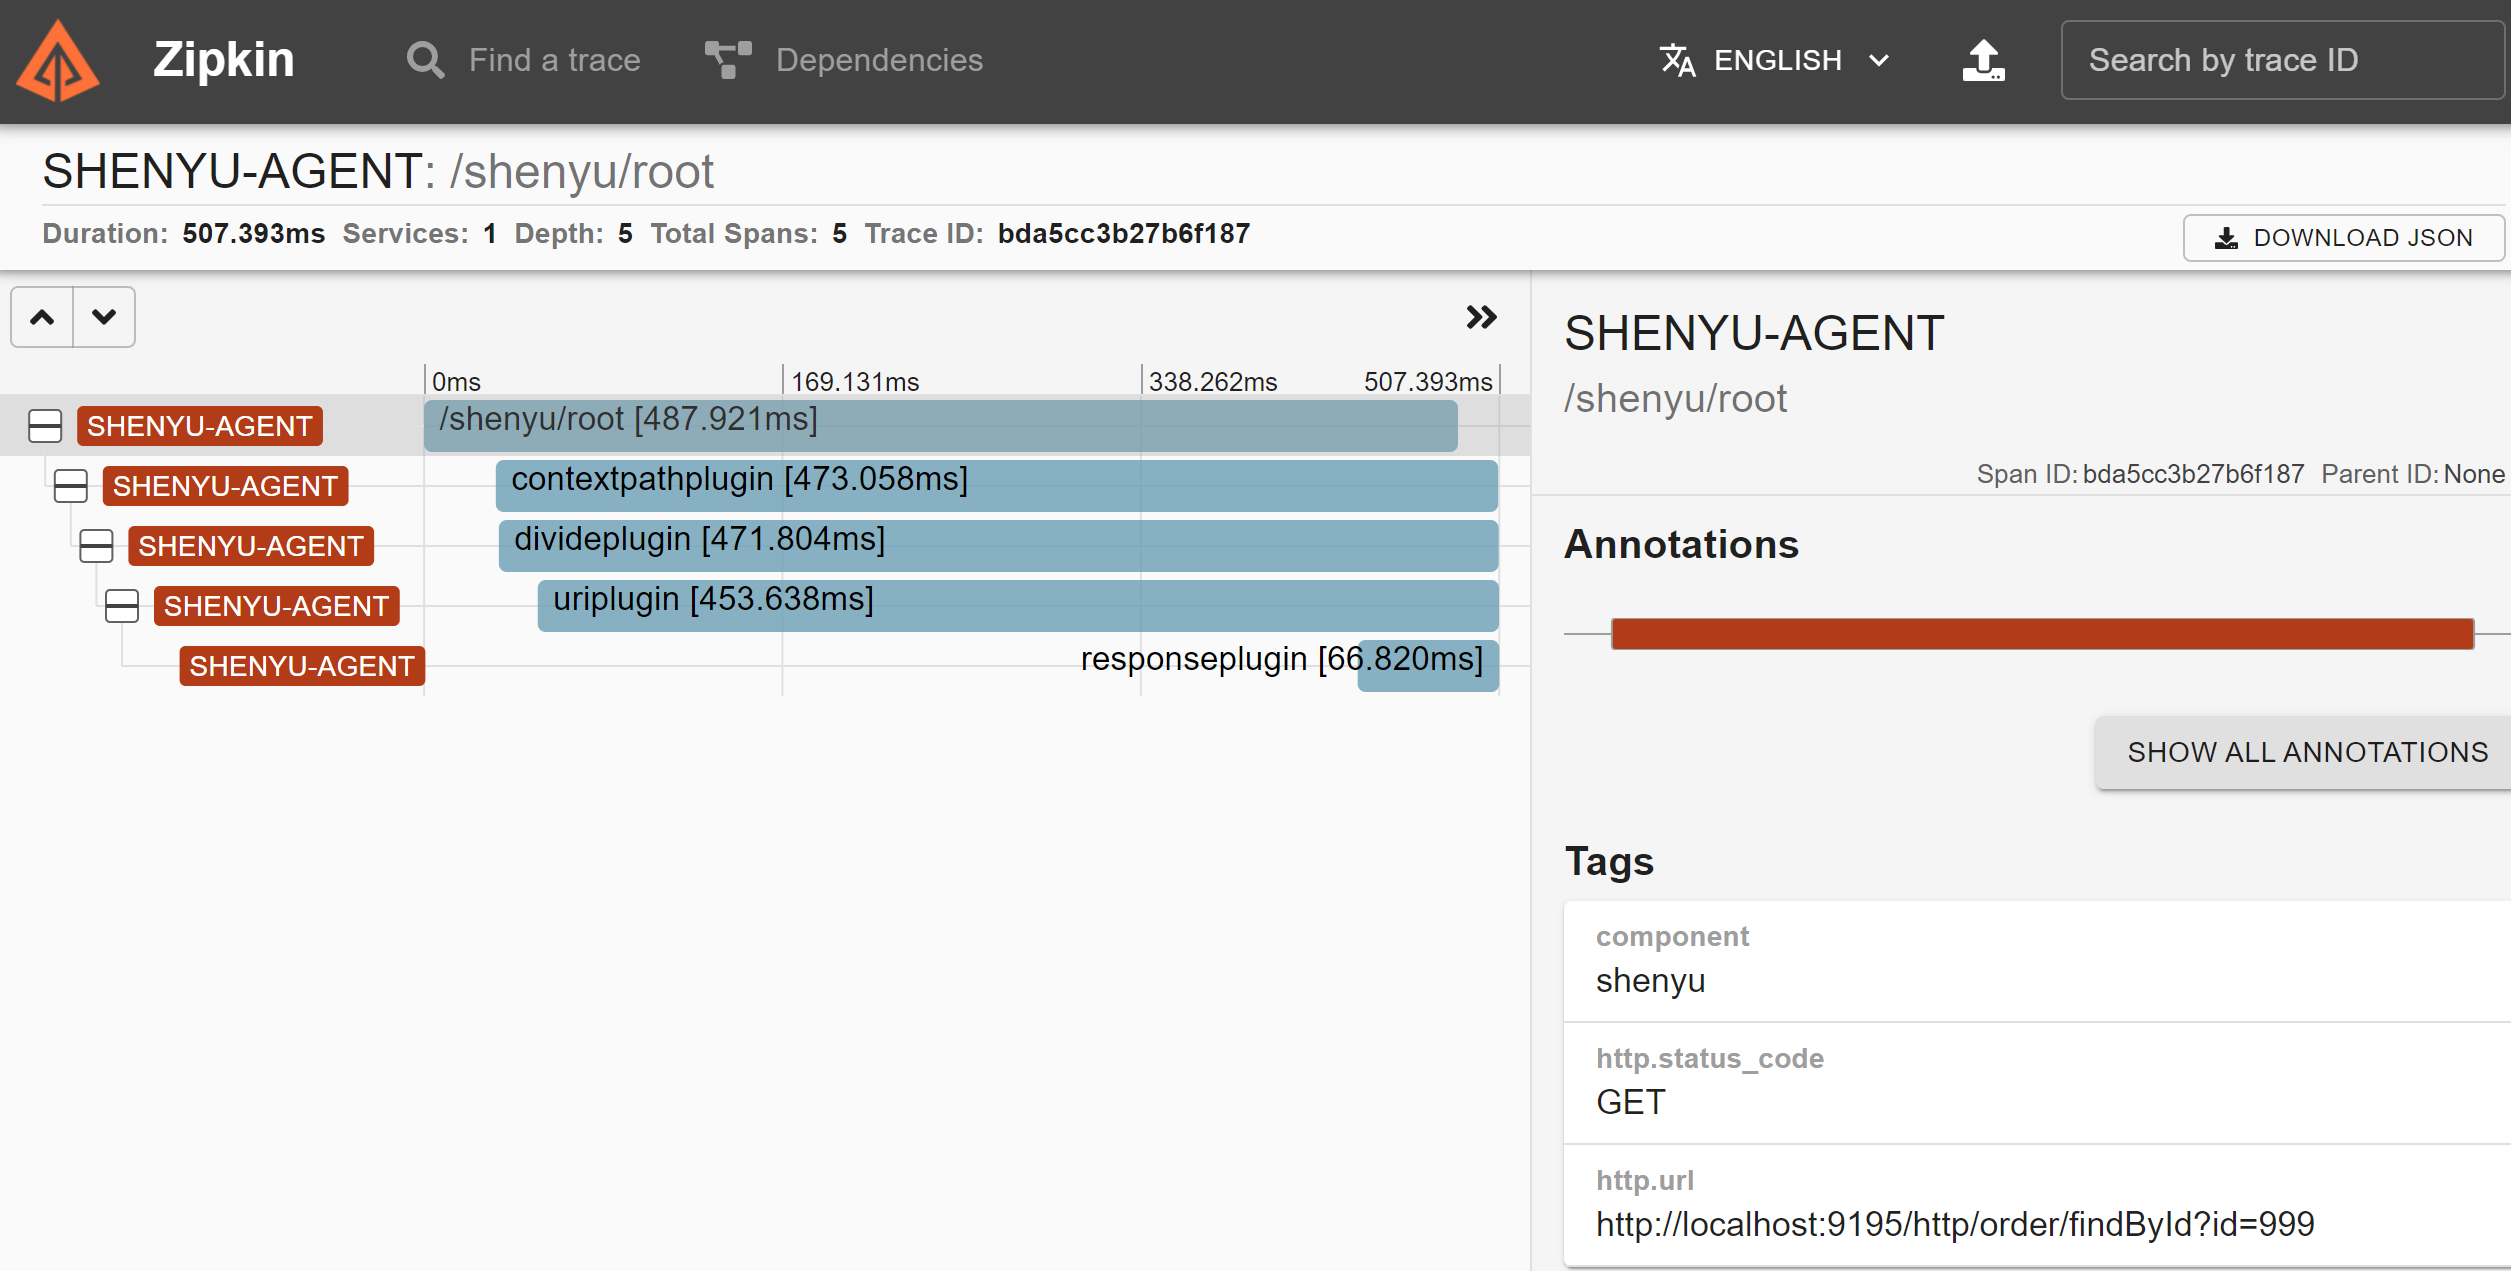 Zipkin
Find a trace
Dependencies
ENGLISH
Search by trace ID
SHENYU-AGENT: /shenyu/root
Duration: 507.393ms Services: 1 Depth: 5 Total Spans: 5 Trace ID: bda5cc3b27b6f187
DOWNLOAD JSON
0ms 169.131ms 338.262ms 507.393ms
SHENYU-AGENT /shenyu/root [487.921ms]
SHENYU-AGENT contextpathplugin [473.058ms]
SHENYU-AGENT divideplugin [471.804ms]
SHENYU-AGENT uriplugin [453.638ms]
SHENYU-AGENT responseplugin [66.820ms]
SHENYU-AGENT
/shenyu/root
Span ID: bda5cc3b27b6f187 Parent ID: None
Annotations
SHOW ALL ANNOTATIONS
Tags
component
shenyu
http.status_code
GET
http.url
http://localhost:9195/http/order/findById?id=999